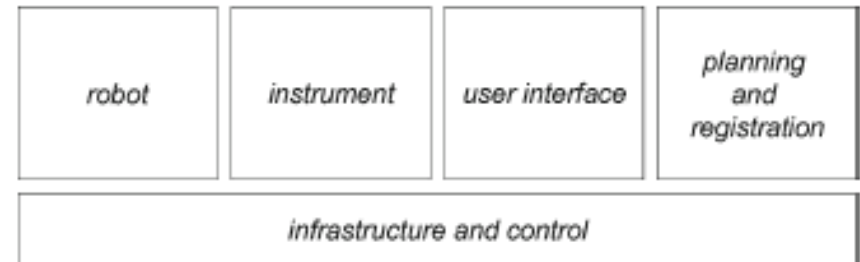 robot
instrument
user interface
planning
and
registration
infrastructure and control